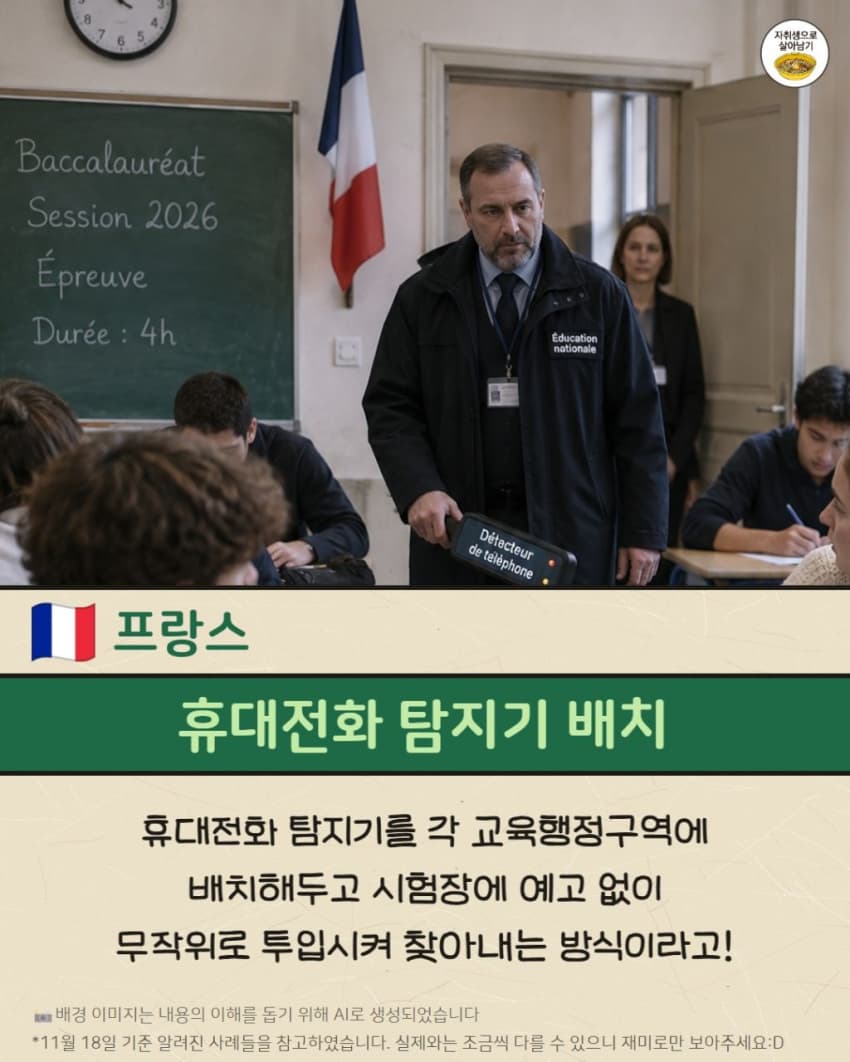 자취생으로
살아남기
8 7 6 5 4
Baccalauréat
Session 2026
Épreuve
Durée : 4h
Éducation
nationale
Détecteur
de telèphone
프랑스
휴대전화 탐지기 배치
휴대전화 탐지기를 각 교육행정구역에
배치해두고 시험장에 예고 없이
무작위로 투입시켜 찾아내는 방식이라고!
배경 이미지는 내용의 이해를 돕기 위해 AI로 생성되었습니다
*11월 18일 기준 알려진 사례들을 참고하였습니다. 실제와는 조금씩 다를 수 있으니 재미로만 보아주세요:D